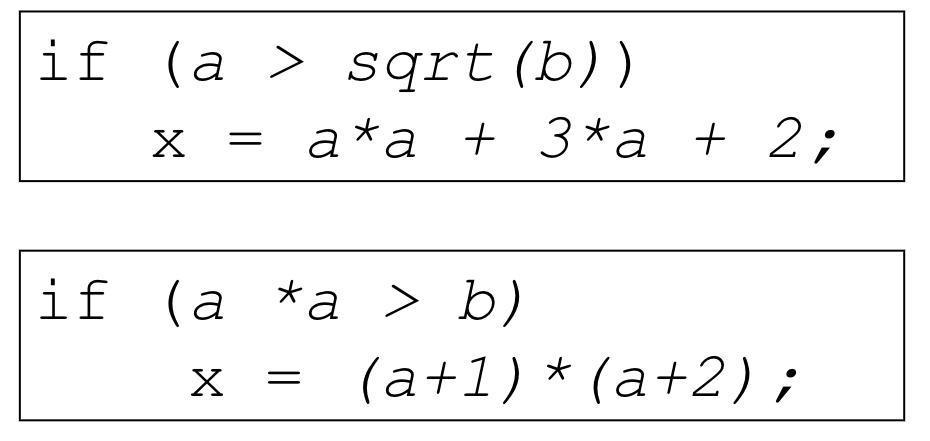 if (a > sqrt(b))
x = a*a + 3*a + 2;
if (a *a > b)
x = (a+1)*(a+2);